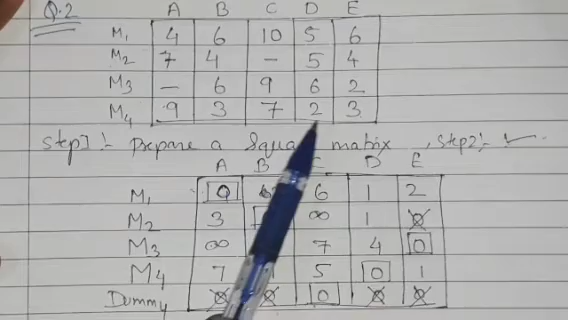 Q.2
A B C D E
M1 4 6 10 5 6
M2 7 4 - 5 4
M3 - 6 9 6 2
M4 9 3 7 2 3
Step1:- Prepare a Square matrix , Step2:- ✓
A B C D E
M1 0 6 1 2
M2 3 ∞ 1 0
M3 ∞ 7 4 0
M4 7 5 0 1
Dummy 0 0 0 0 0